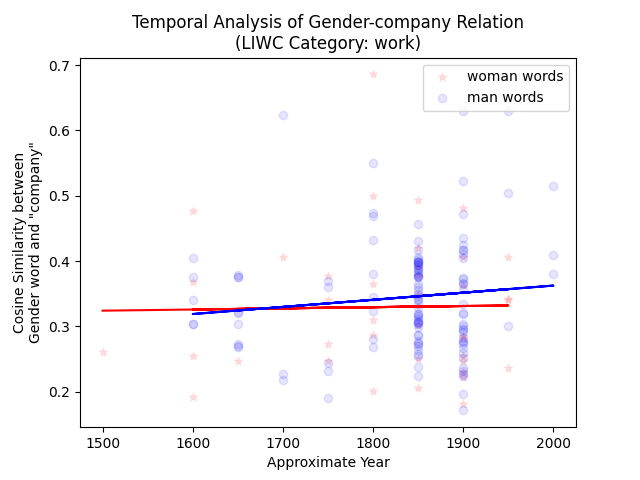 Temporal Analysis of Gender-company Relation
(LIWC Category: work)
woman words
man words
0.7
0.6
0.5
0.4
0.3
0.2
Cosine Similarity between
Gender word and "company"
1500 1600 1700 1800 1900 2000
Approximate Year